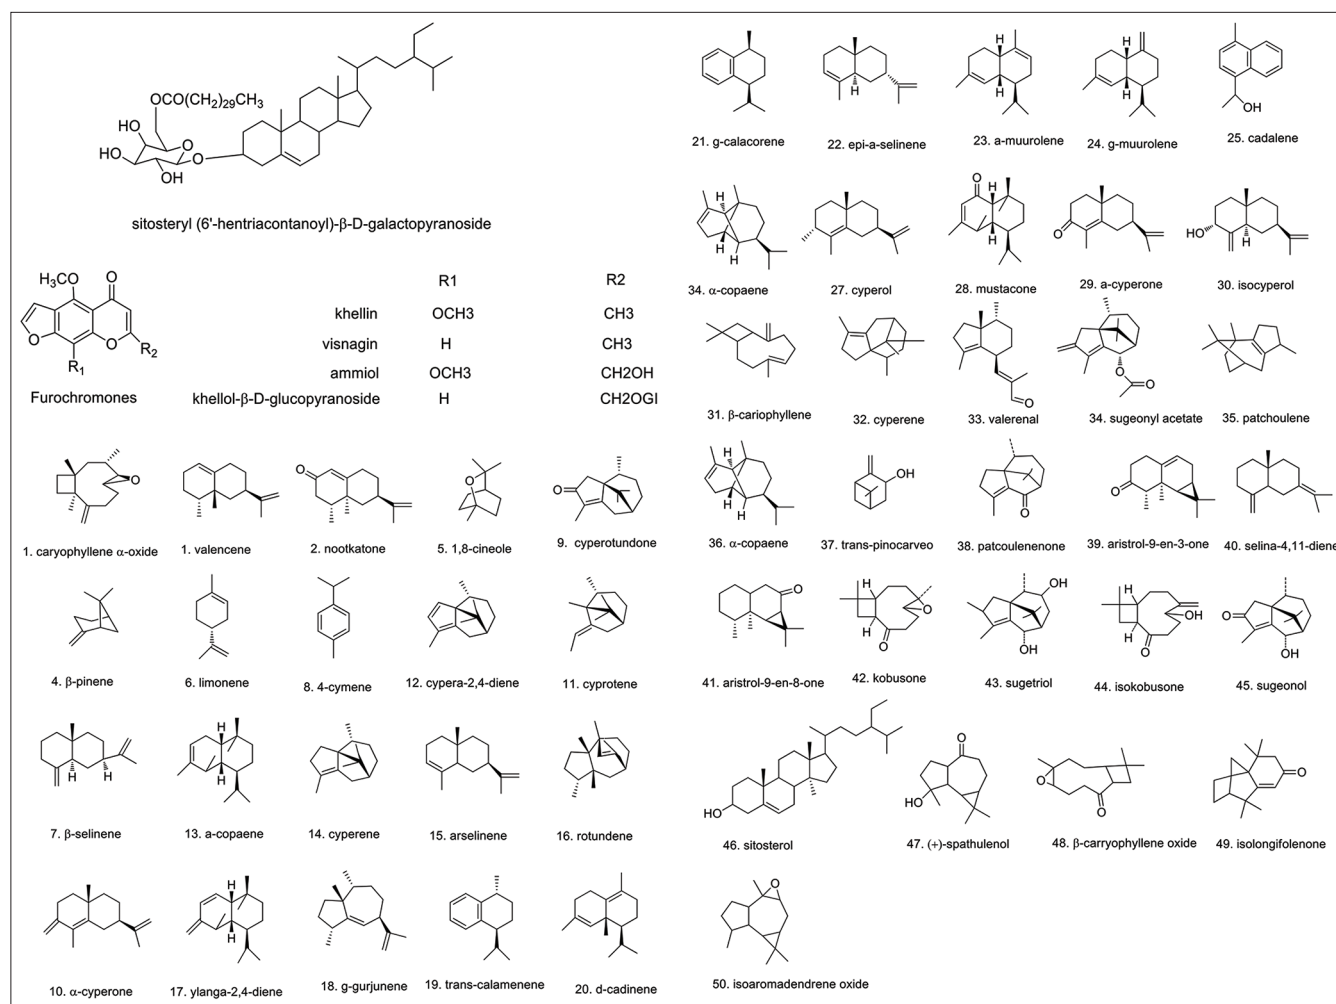 OCO(CH2)29CH3
HO
HO
O
O
OH
sitosteryl (6'-hentriacontanoyl)-β-D-galactopyranoside
H3CO O
O O R2
R1
Furochromones
R1 R2
khellin OCH3 CH3
visnagin H CH3
ammiol OCH3 CH2OH
khellol-β-D-glucopyranoside H CH2OGl
OH
21. g-calacorene 22. epi-a-selinene 23. a-muurolene 24. g-muurolene 25. cadalene
H H H H H H H O H H O HO H
34. α-copaene 27. cyperol 28. mustacone 29. a-cyperone 30. isocyperol
O O O
31. β-cariophyllene 32. cyperene 33. valerenal 34. sugeonyl acetate 35. patchoulene
O O O O
1. caryophyllene α-oxide 1. valencene 2. nootkatone 5. 1,8-cineole 9. cyperotundone
H H H OH O O
36. α-copaene 37. trans-pinocarveo 38. patcoulenenone 39. aristrol-9-en-3-one 40. selina-4,11-diene
4. β-pinene 6. limonene 8. 4-cymene 12. cypera-2,4-diene 11. cyprotene
O H H O O OH OH H H OH O O OH
41. aristrol-9-en-8-one 42. kobusone 43. sugetriol 44. isokobusone 45. sugeonol
H H H H
7. β-selinene 13. a-copaene 14. cyperene 15. arselinene 16. rotundene
HO O HO O O O
46. sitosterol 47. (+)-spathulenol 48. β-carryophyllene oxide 49. isolongifolenone
H H
10. α-cyperone 17. ylanga-2,4-diene 18. g-gurjunene 19. trans-calamenene 20. d-cadinene
O
50. isoaromadendrene oxide